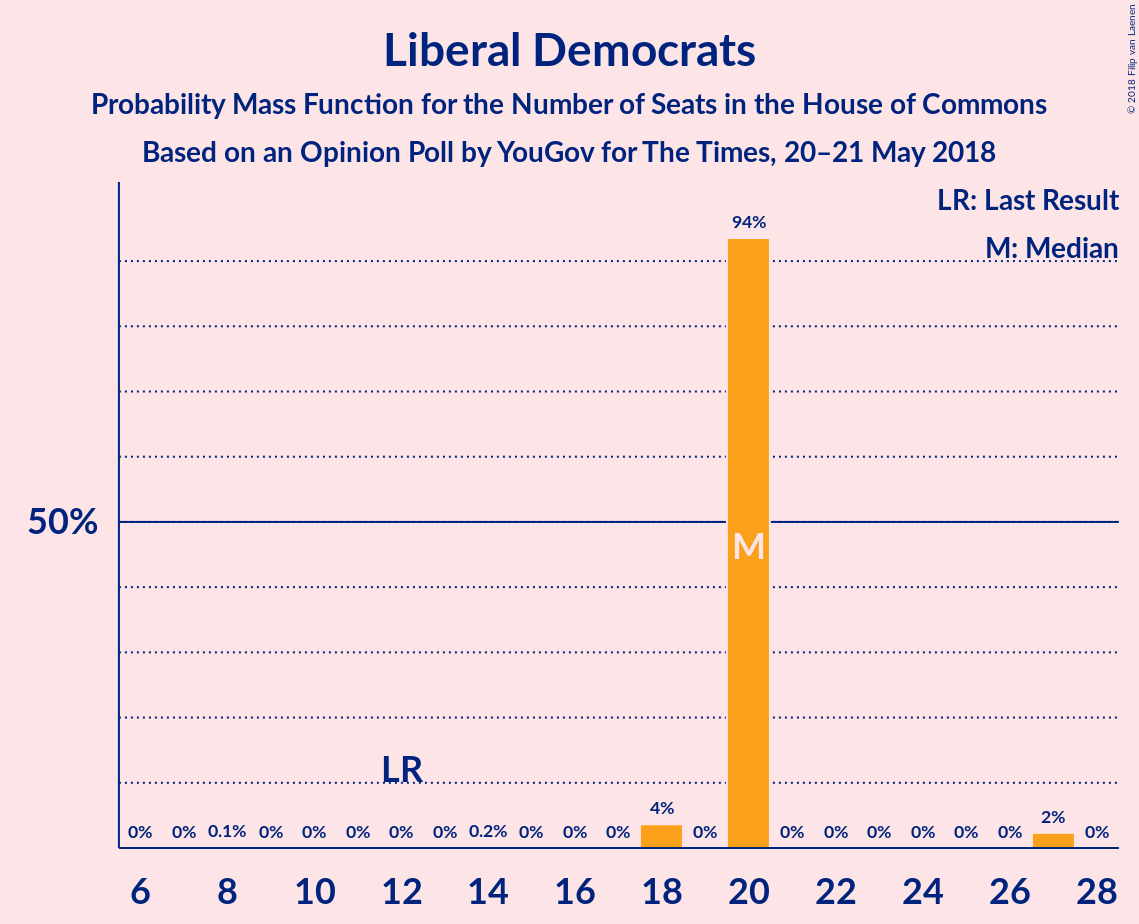 Liberal Democrats
Probability Mass Function for the Number of Seats in the House of Commons
Based on an Opinion Poll by YouGov for The Times, 20–21 May 2018
© 2018 Filip van Laenen
LR: Last Result
M: Median
94%
50%
M
LR
4%
2%
0% 0% 0.1% 0% 0% 0% 0% 0% 0.2% 0% 0% 0% 0% 0% 0% 0% 0% 0% 0% 0%
6 8 10 12 14 16 18 20 22 24 26 28